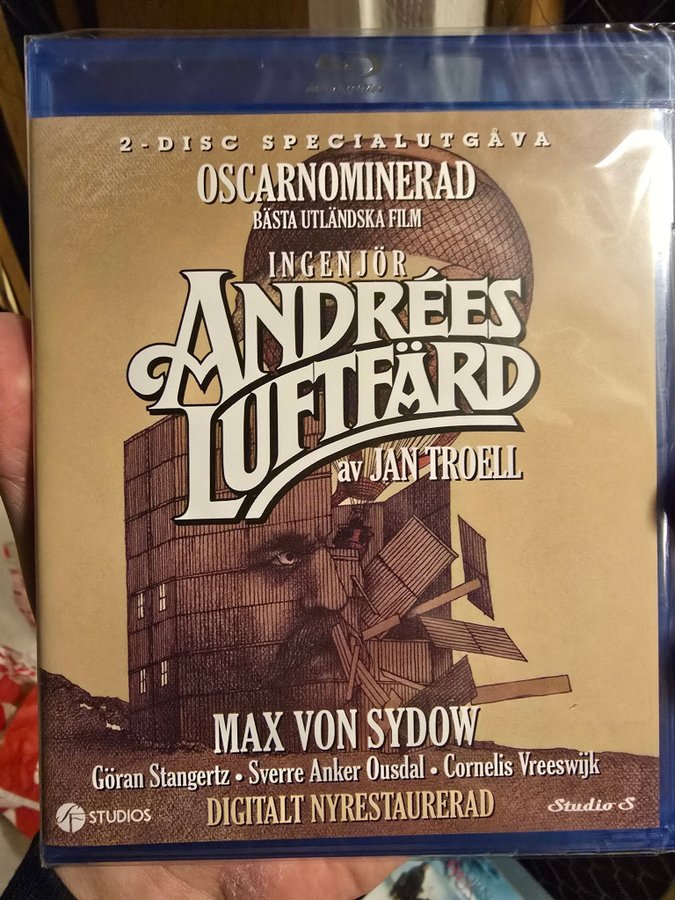 2-DISC SPECIALUTGÅVA
OSCARNOMINERAD
BÄSTA UTLÄNDSKA FILM
INGENJÖR
ANDRÉES
LUFTFÄRD
av JAN TROELL
MAX VON SYDOW
Göran Stangertz • Sverre Anker Ousdal • Cornelis Vreeswijk
DIGITALT NYRESTAURERAD
SF STUDIOS
Studio S